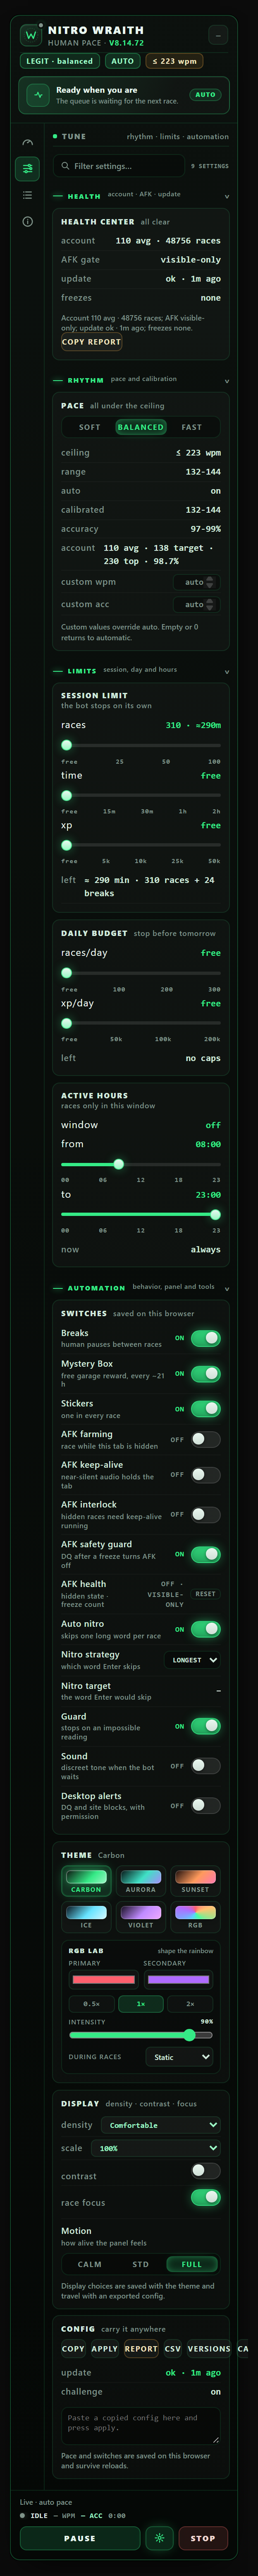 W
NITRO WRAITH
HUMAN PACE · V8.14.72
–
LEGIT · balanced
AUTO
≤ 223 wpm
Ready when you are
The queue is waiting for the next race.
AUTO
TUNE
rhythm · limits · automation
Filter settings…
9 SETTINGS
HEALTH
account · AFK · update
v
HEALTH CENTER all clear
account 110 avg · 48756 races
AFK gate visible-only
update ok · 1m ago
freezes none
Account 110 avg · 48756 races; AFK visible-
only; update ok · 1m ago; freezes none.
COPY REPORT
RHYTHM
pace and calibration
v
PACE all under the ceiling
SOFT BALANCED FAST
ceiling ≤ 223 wpm
range 132-144
auto on
calibrated 132-144
accuracy 97-99%
account 110 avg · 138 target ·
230 top · 98.7%
custom wpm auto
custom acc auto
Custom values override auto. Empty or 0
returns to automatic.
LIMITS
session, day and hours
v
SESSION LIMIT
the bot stops on its own
races 310 · ≈290m
free 25 50 100
time free
free 15m 30m 1h 2h
xp free
free 5k 10k 25k 50k
left ≈ 290 min · 310 races + 24
breaks
DAILY BUDGET stop before tomorrow
races/day free
free 100 200 300
xp/day free
free 50k 100k 200k
left no caps
ACTIVE HOURS
races only in this window
window off
from 08:00
00 06 12 18 23
to 23:00
00 06 12 18 23
now always
AUTOMATION
behavior, panel and tools
v
SWITCHES saved on this browser
Breaks
human pauses between races
ON
Mystery Box
free garage reward, every ~21
h
ON
Stickers
one in every race
ON
AFK farming
race while this tab is hidden
OFF
AFK keep-alive
near-silent audio holds the
tab
OFF
AFK interlock
hidden races need keep-alive
running
OFF
AFK safety guard
DQ after a freeze turns AFK
off
ON
AFK health
hidden state ·
freeze count
OFF ·
VISIBLE-
ONLY
RESET
Auto nitro
skips one long word per race
ON
Nitro strategy
which word Enter skips
LONGEST
Nitro target
the word Enter would skip
–
Guard
stops on an impossible
reading
ON
Sound
discreet tone when the bot
waits
OFF
Desktop alerts
DQ and site blocks, with
permission
OFF
THEME Carbon
CARBON AURORA SUNSET
ICE VIOLET RGB
RGB LAB shape the rainbow
PRIMARY SECONDARY
0.5× 1× 2×
INTENSITY 90%
DURING RACES Static
DISPLAY density · contrast · focus
density Comfortable
scale 100%
contrast
race focus
Motion
how alive the panel feels
CALM STD FULL
Display choices are saved with the theme and
travel with an exported config.
CONFIG carry it anywhere
COPY APPLY REPORT CSV VERSIONS CA
update ok · 1m ago
challenge on
Paste a copied config here and
press apply.
Pace and switches are saved on this browser
and survive reloads.
Live · auto pace
IDLE — WPM — ACC 0:00
PAUSE
STOP